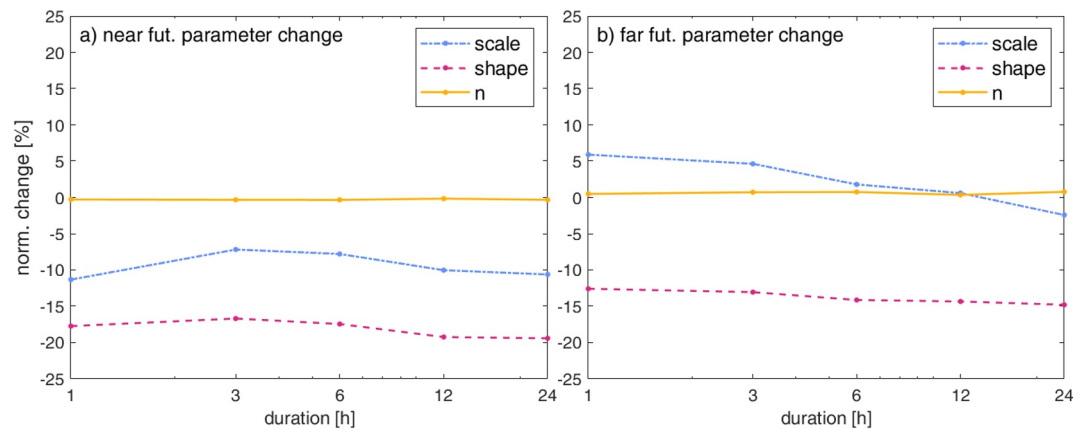 a) near fut. parameter change
scale
shape
n
25
20
15
10
5
0
-5
-10
-15
-20
-25
norm. change [%]
1
3
6
12
24
duration [h]
b) far fut. parameter change
scale
shape
n
25
20
15
10
5
0
-5
-10
-15
-20
-25
1
3
6
12
24
duration [h]